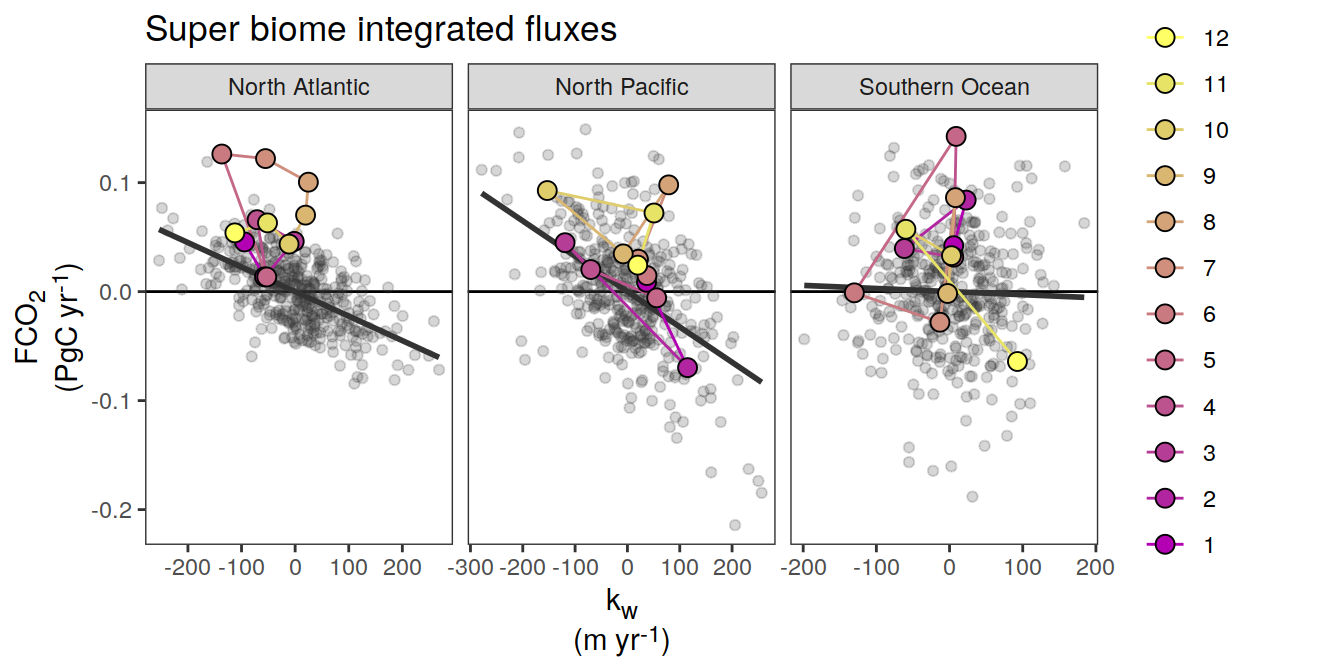 Super biome integrated fluxes
North Atlantic
North Pacific
Southern Ocean
FCO₂
(PgC yr⁻¹)
0.1
0.0
-0.1
-0.2
-200 -100 0 100 200
-300 -200 -100 0 100 200
-200 -100 0 100 200
k_w
(m yr⁻¹)
12
11
10
9
8
7
6
5
4
3
2
1